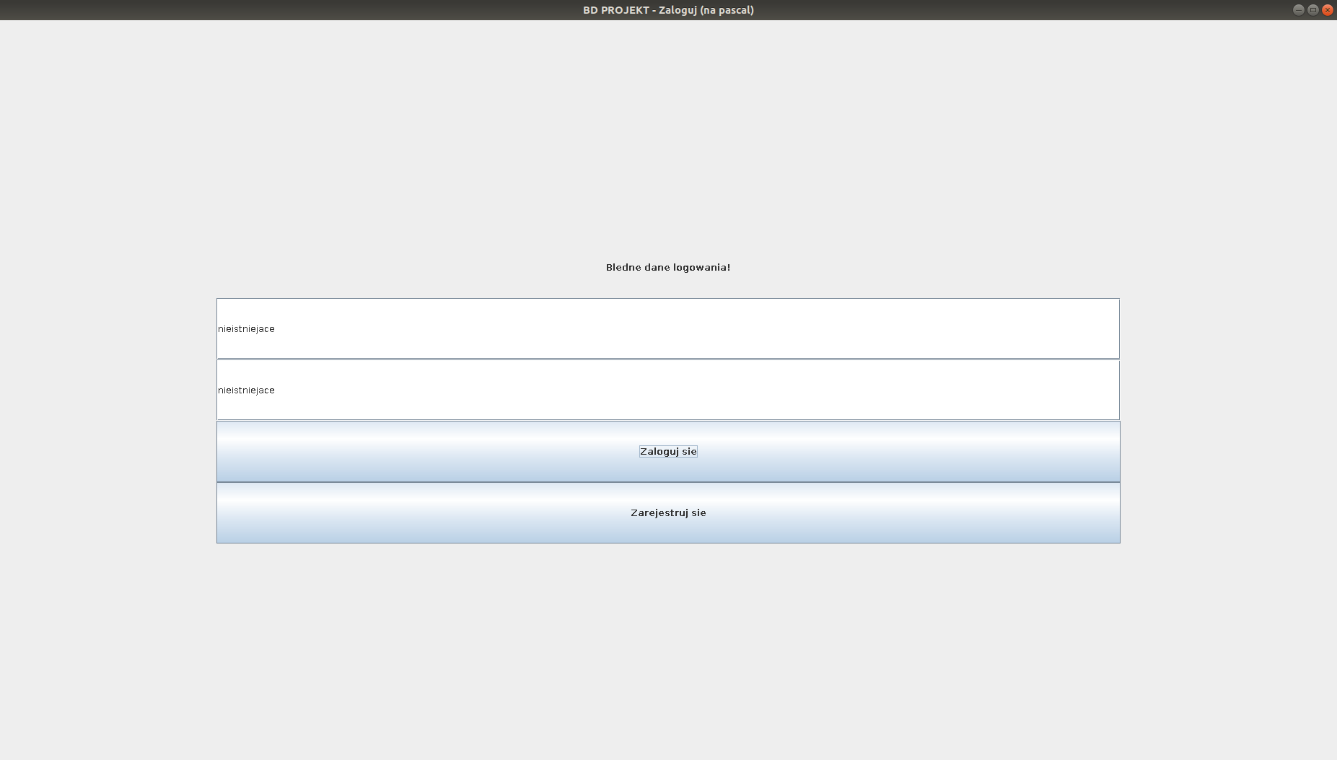 BD PROJEKT - Zaloguj (na pascal)
Bledne dane logowania!
nieistniejace
nieistniejace
Zaloguj sie
Zarejestruj sie